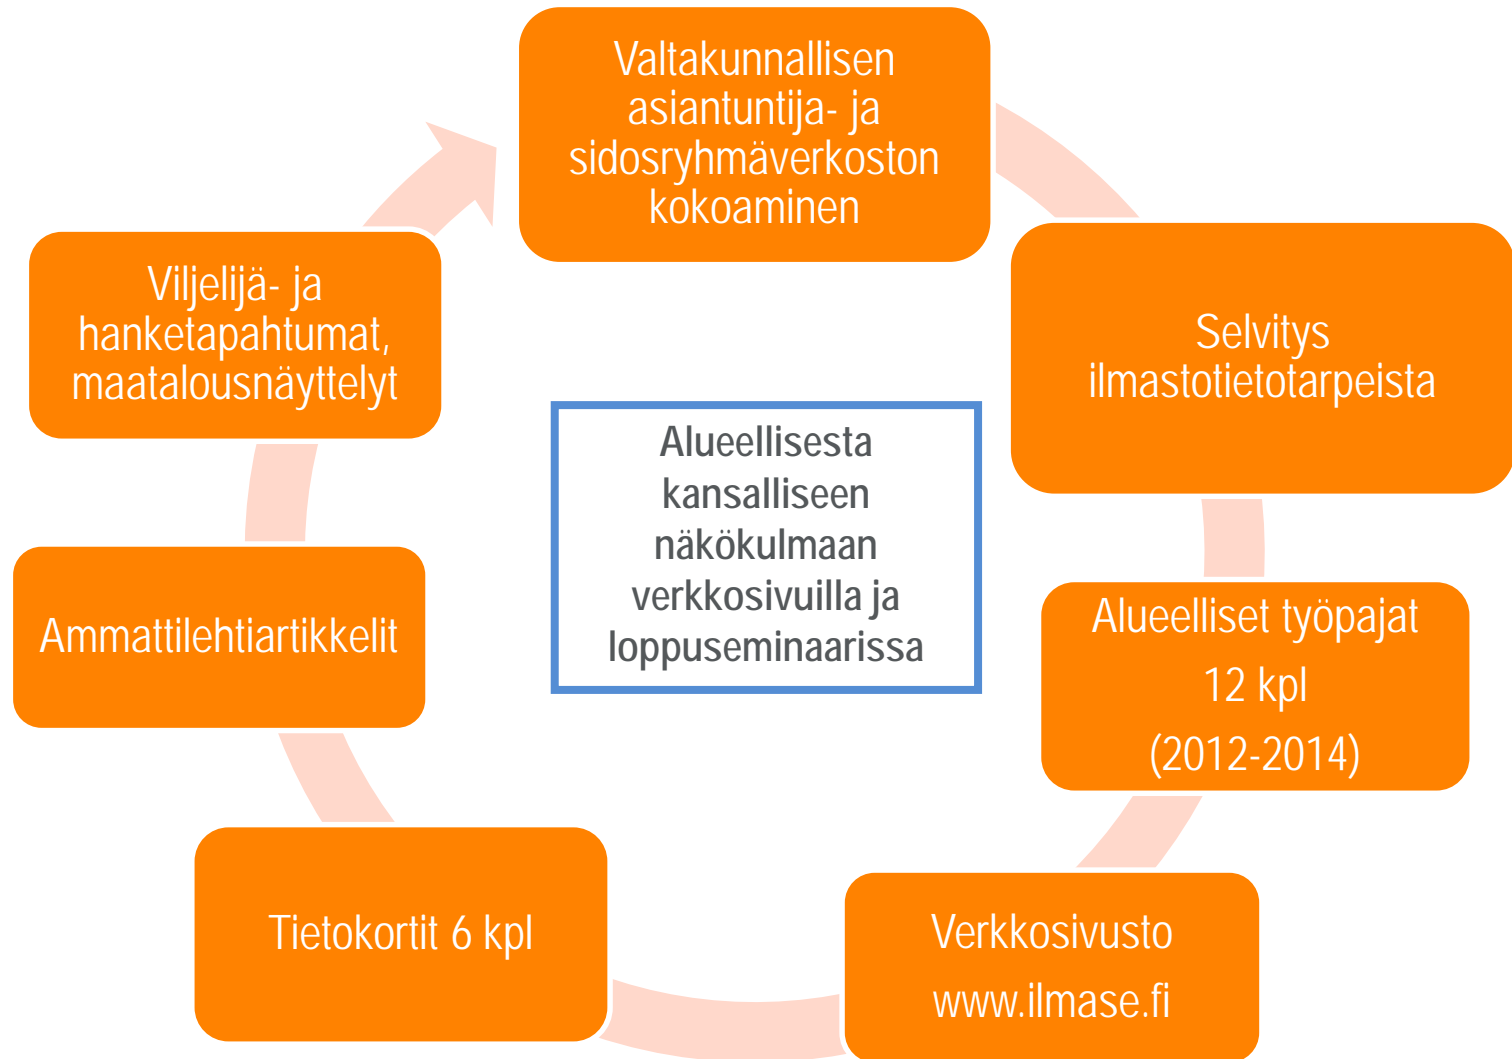 Valtakunnallisen
asiantuntija- ja
sidosryhmäverkoston
kokoaminen
Selvitys
ilmastotietotarpeista
Alueelliset työpajat
12 kpl
(2012-2014)
Verkkosivusto
www.ilmase.fi
Tietokortit 6 kpl
Ammattilehtiartikkelit
Viljelijä- ja
hanketapahtumat,
maatalousnäyttelyt
Alueellisesta
kansalliseen
näkökulmaan
verkkosivuilla ja
loppuseminaarissa